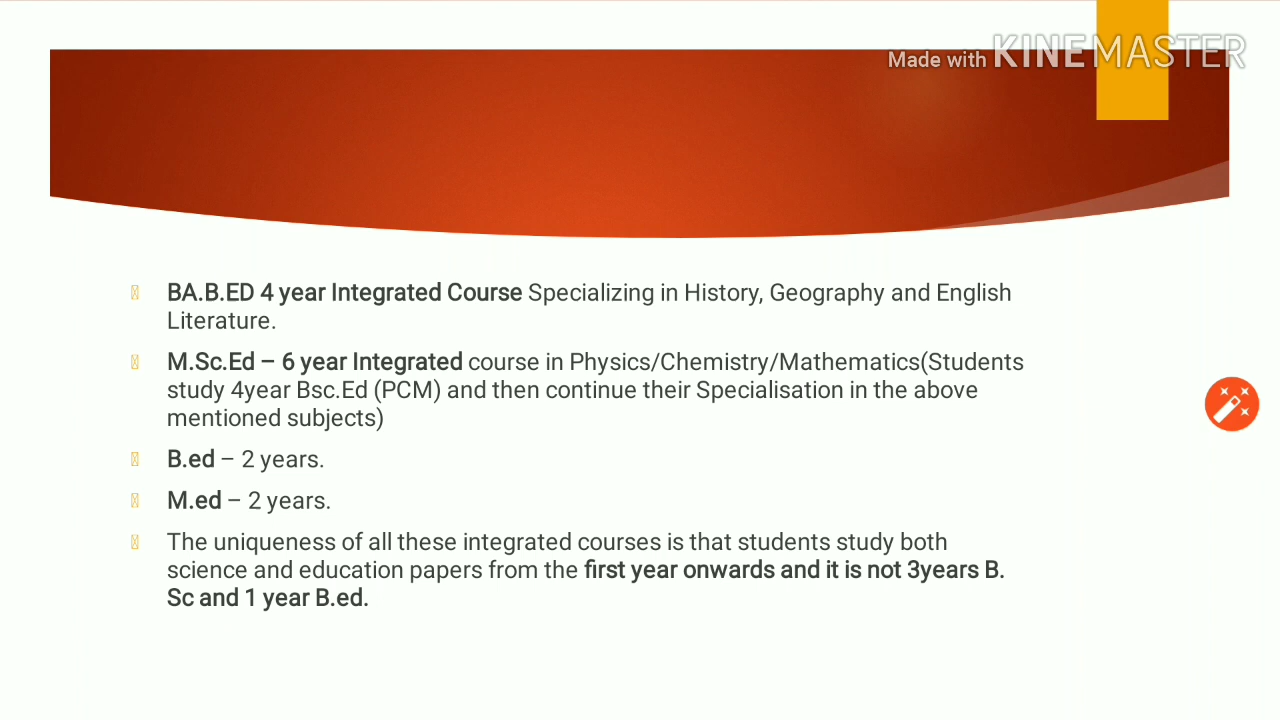 Made with KINEMASTER
BA.B.ED 4 year Integrated Course Specializing in History, Geography and English
Literature.
M.Sc.Ed – 6 year Integrated course in Physics/Chemistry/Mathematics(Students
study 4year Bsc.Ed (PCM) and then continue their Specialisation in the above
mentioned subjects)
B.ed – 2 years.
M.ed – 2 years.
The uniqueness of all these integrated courses is that students study both
science and education papers from the first year onwards and it is not 3years B.
Sc and 1 year B.ed.